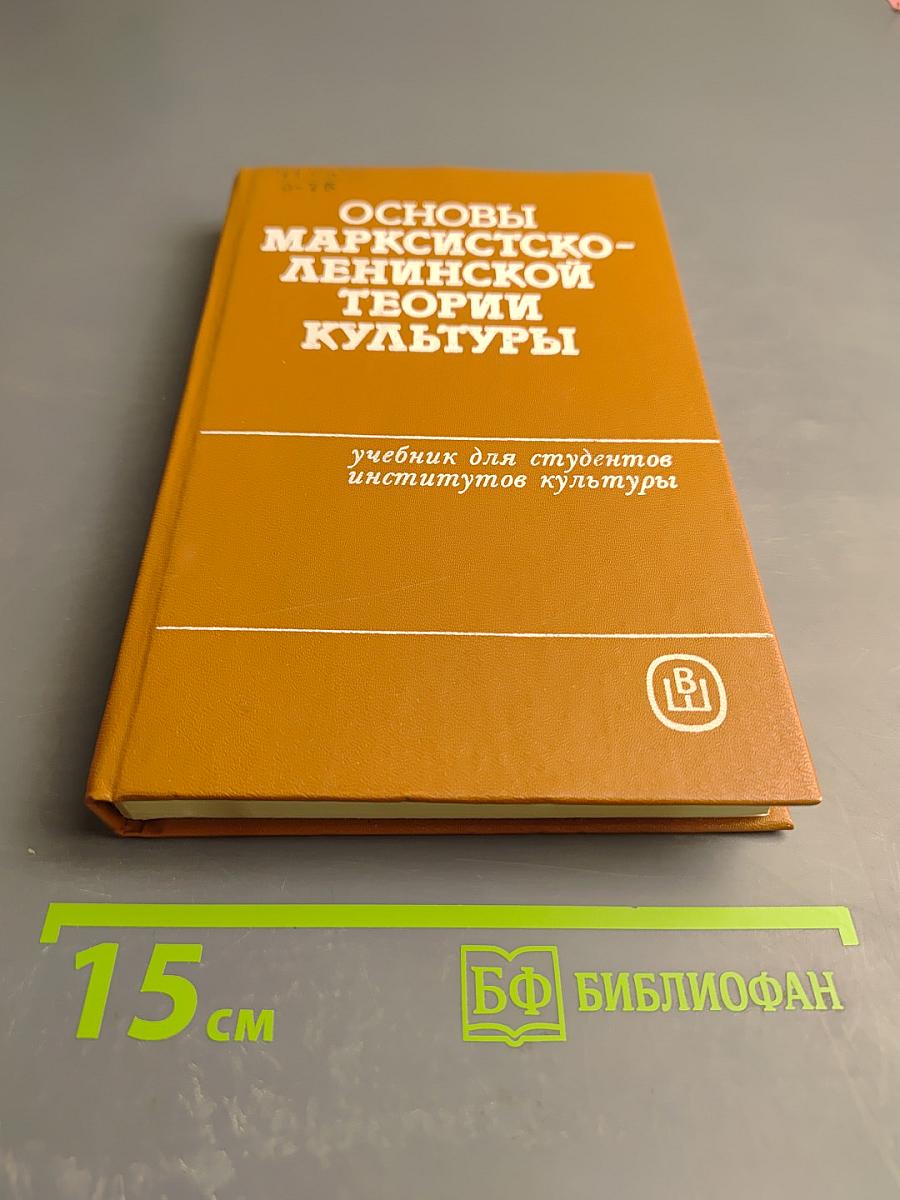 ОСНОВЫ
МАРКСИСТСКО-
ЛЕНИНСКОЙ
ТЕОРИИ
КУЛЬТУРЫ
учебник для студентов
институтов культуры
ВШ
15 см
БФ БИБЛИОФАН